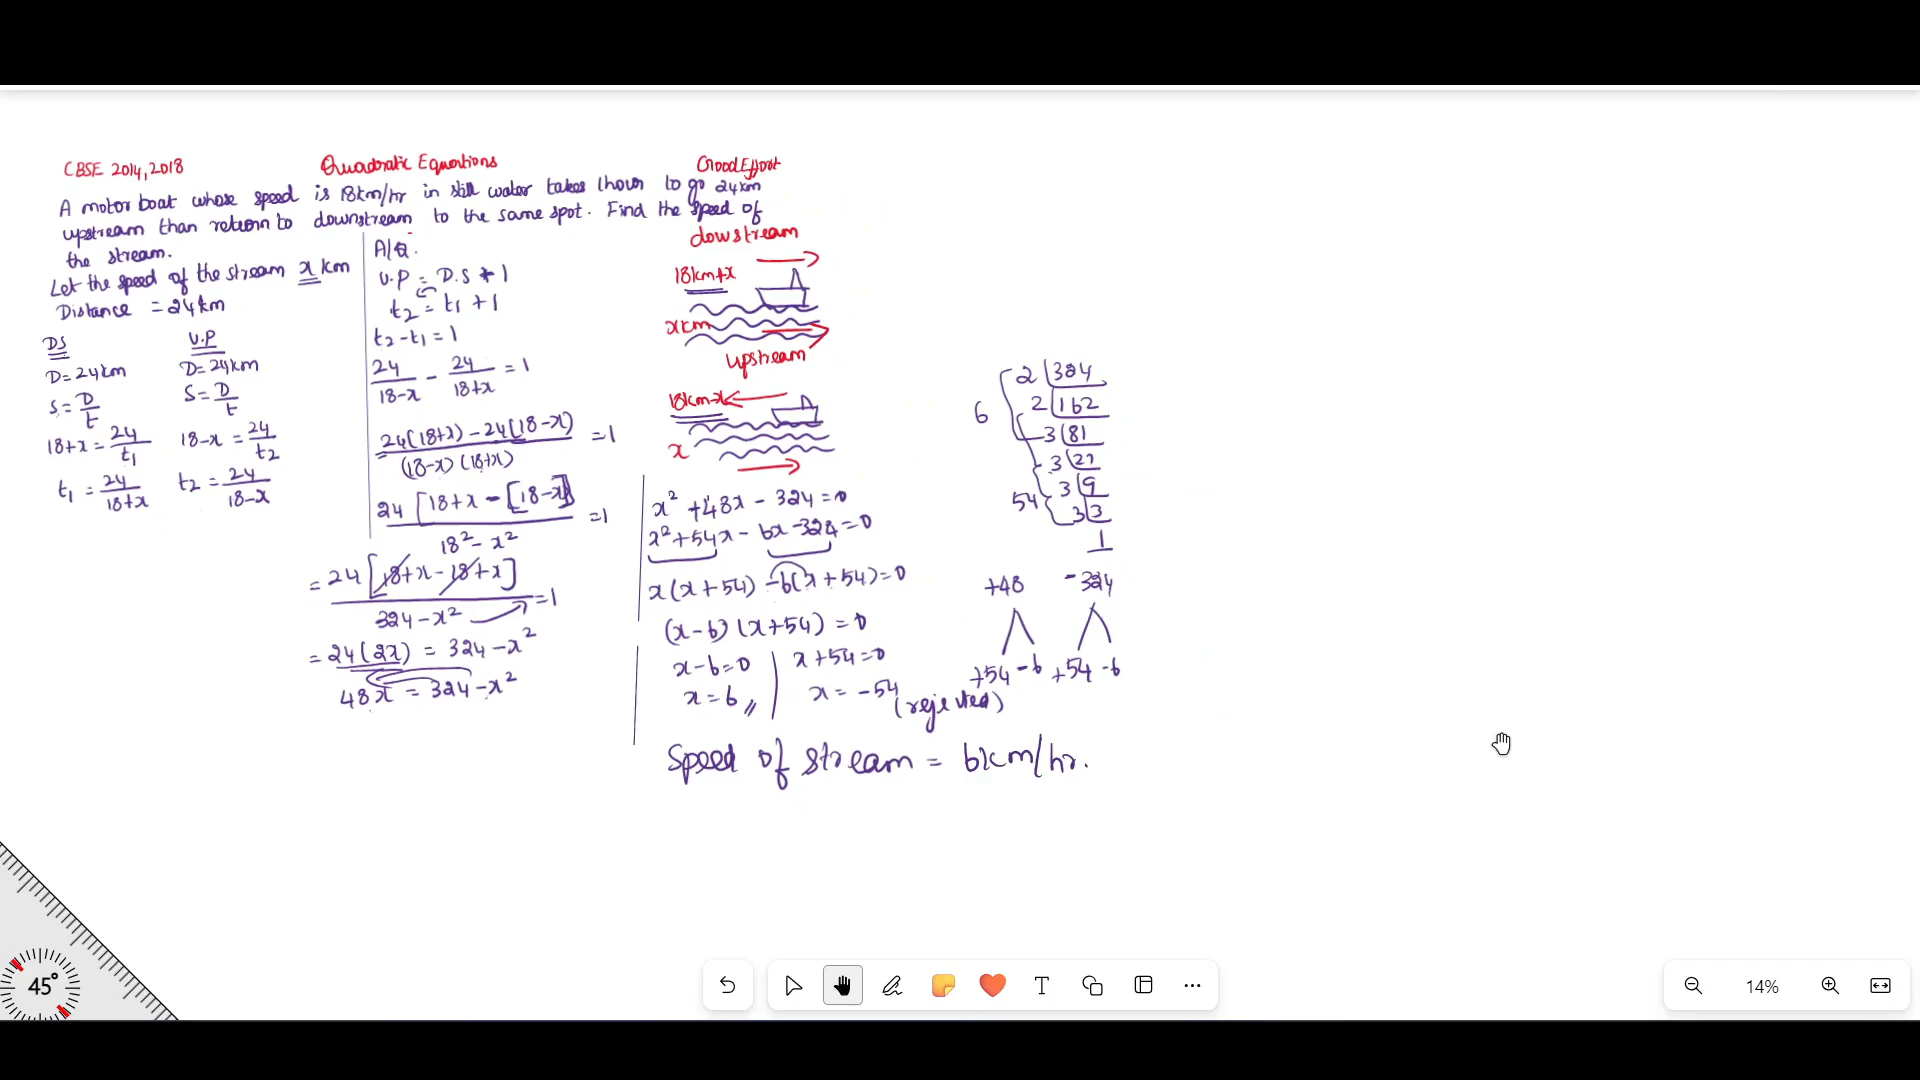 CBSE 2014,2018
Quadratic Equations
Good Effort
A motor boat whose speed is 18km/hr in still water takes 1hour to go 24km
upstream than return to downstream to the same spot. Find the speed of
the stream.
Let the speed of the stream x km
Distance = 24km
DS
D=24km
S=D/t
18+x = 24/t1
t1 = 24/18+x
U.P
D=24km
S=D/t
18-x = 24/t2
t2 = 24/18-x
A/Q.
U.P = D.S + 1
t2 = t1 + 1
t2-t1 = 1
24/18-x - 24/18+x = 1
24(18+x) - 24(18-x)/(18-x)(18+x) = 1
24[18+x - [18-x]]/18² - x² = 1
= 24[18+x - 18+x]/324-x² = 1
= 24(2x) = 324-x²
48x = 324-x²
dowstream
18km+x
xkm
upstream
18km-x
x
x² + 48x - 324 = 0
x² + 54x - 6x - 324 = 0
x(x+54) - 6(x+54) = 0
(x-6)(x+54) = 0
x-6=0
x=6
x+54=0
x = -54
(rejected)
Speed of stream = 6km/hr.
2 324
2 162
3 81
3 27
3 9
3 3
1
6
54
+48 -324
+54 -6 +54 -6
45°
T
14%